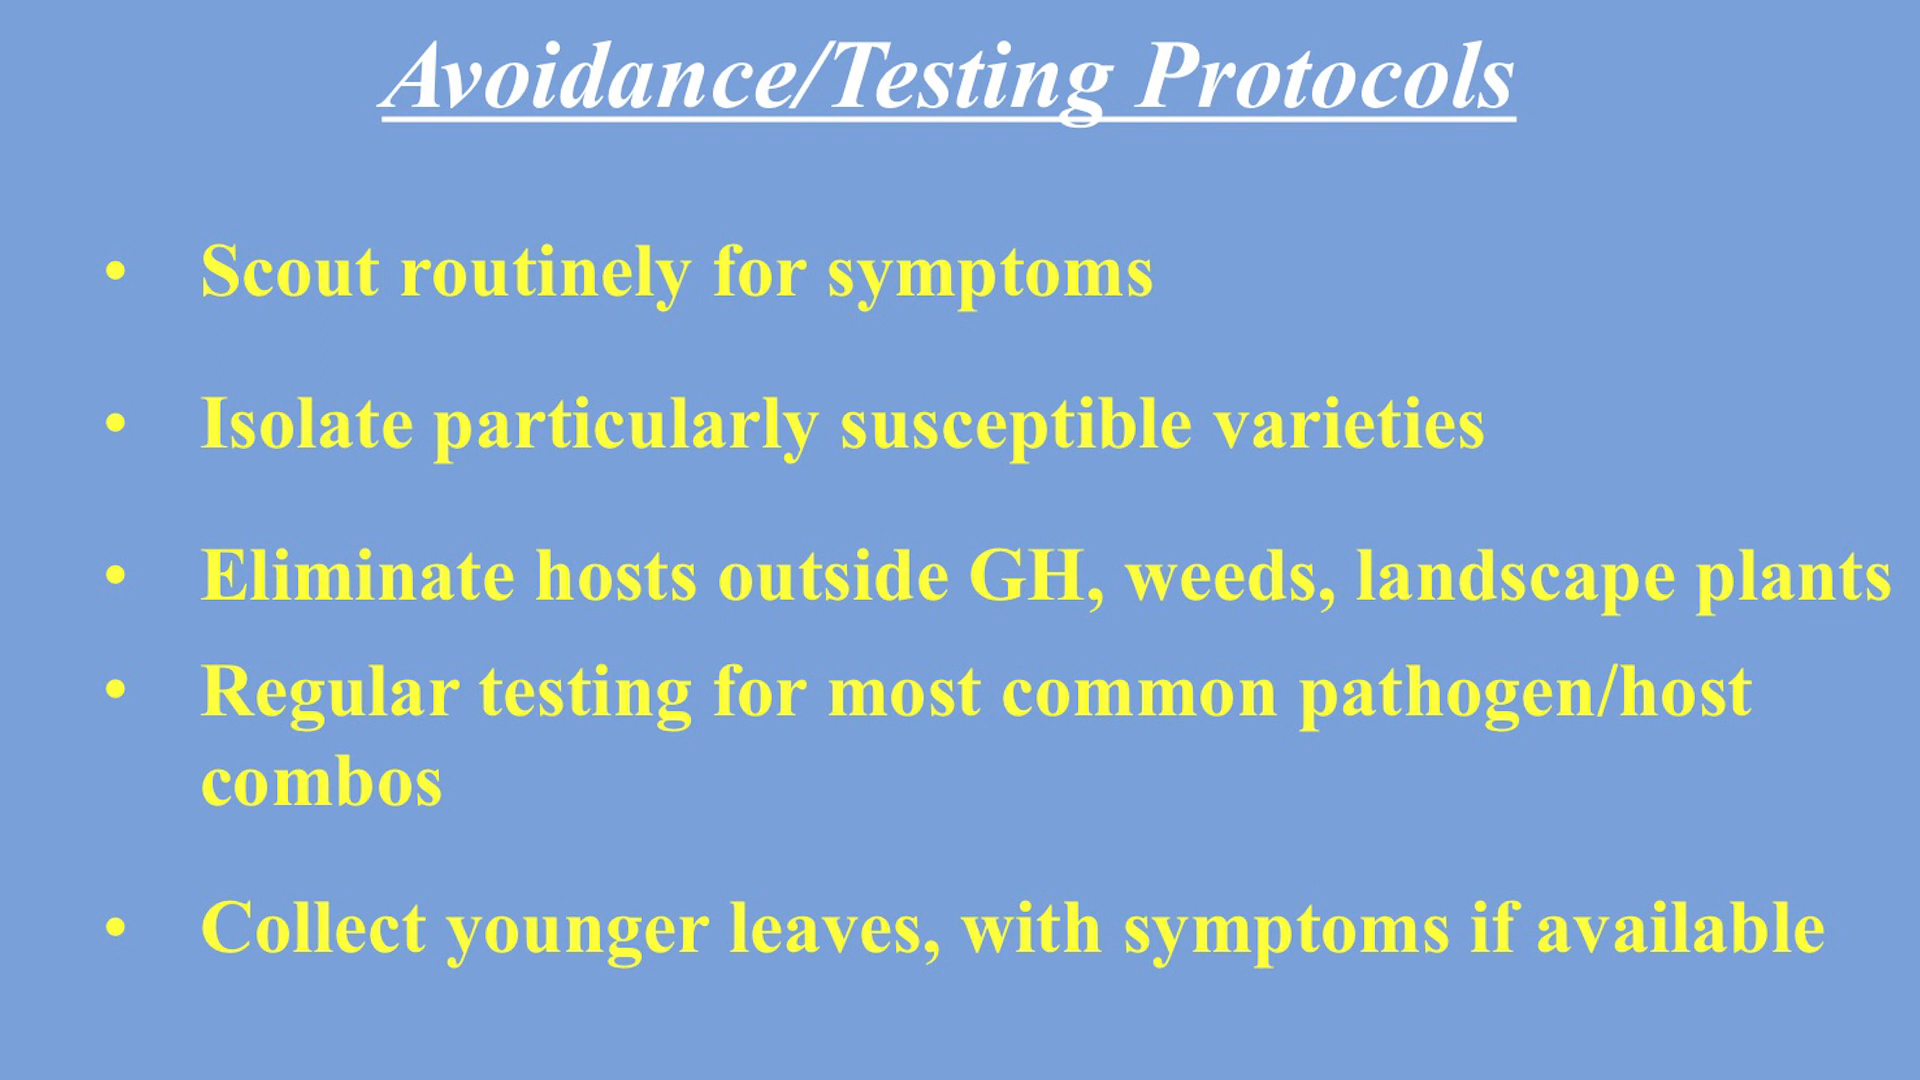 Avoidance/Testing Protocols
• Scout routinely for symptoms
• Isolate particularly susceptible varieties
• Eliminate hosts outside GH, weeds, landscape plants
• Regular testing for most common pathogen/host
combos
• Collect younger leaves, with symptoms if available